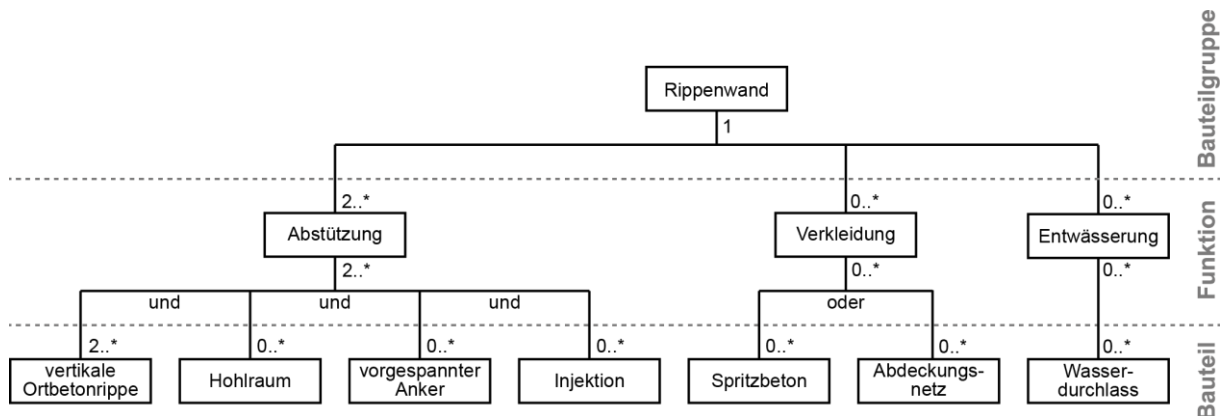 Rippenwand
1
Bauteilgruppe
2..*
0..*
0..*
Abstützung
Verkleidung
Entwässerung
2..*
0..*
0..*
Funktion
und
und
und
oder
2..*
0..*
0..*
0..*
0..*
0..*
0..*
vertikale
Ortbetonrippe
Hohlraum
vorgespannter
Anker
Injektion
Spritzbeton
Abdeckungs-
netz
Wasser-
durchlass
Bauteil